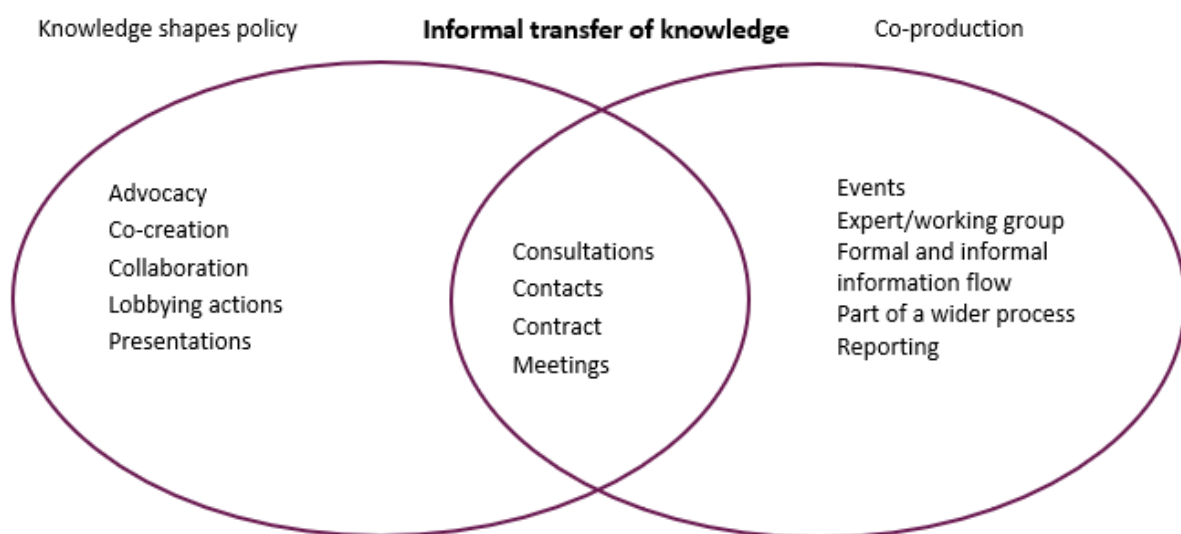 Knowledge shapes policy
Informal transfer of knowledge
Co-production
Advocacy
Co-creation
Collaboration
Lobbying actions
Presentations
Consultations
Contacts
Contract
Meetings
Events
Expert/working group
Formal and informal
information flow
Part of a wider process
Reporting